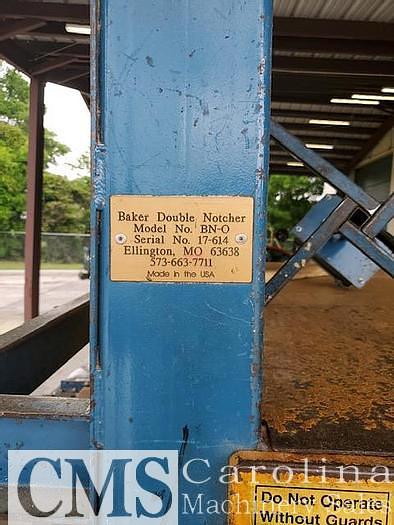 Baker Double Notcher
Model No. BN-O
Serial No. 17-614
Ellington, MO 63638
573-663-7711
Made in the USA
CMS Carolina
Machinery Sales
Do Not Operate
Without Guards